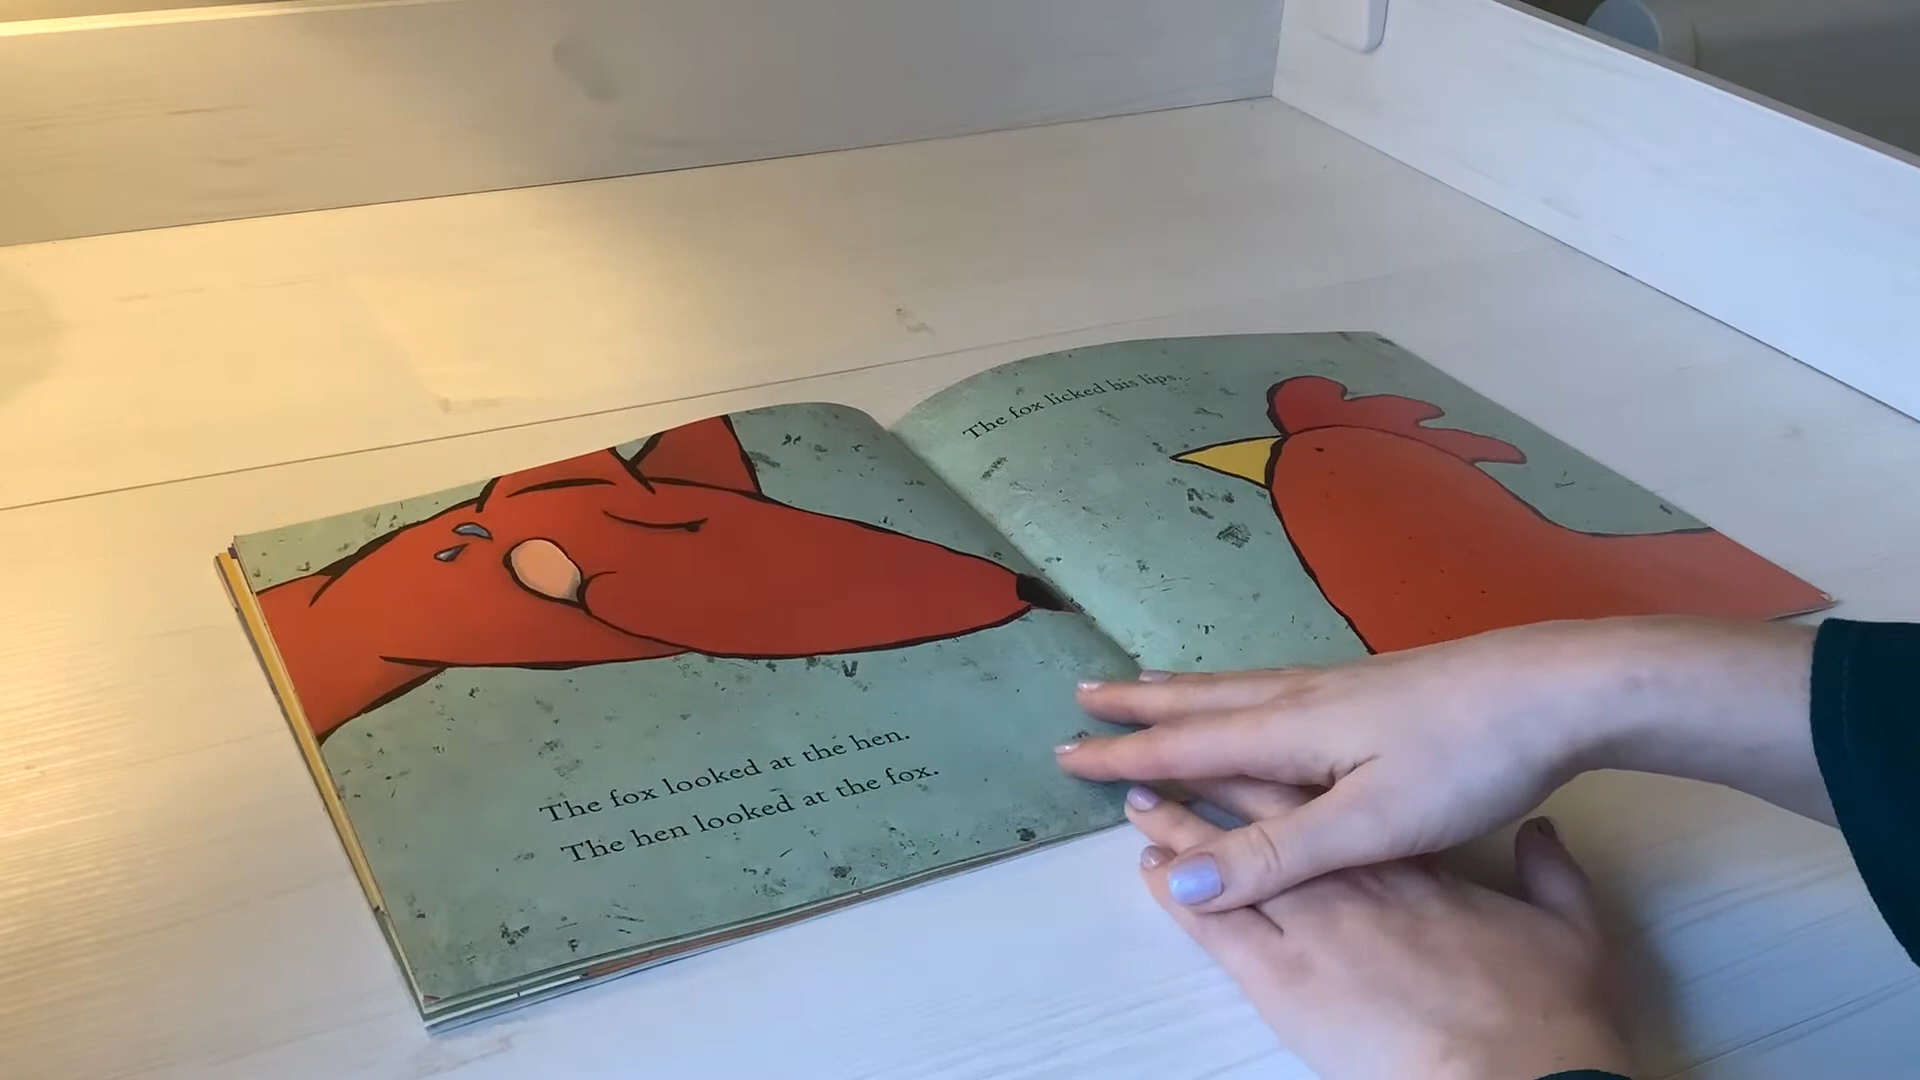 The fox looked at the hen.
The hen looked at the fox.
The fox licked his lips.